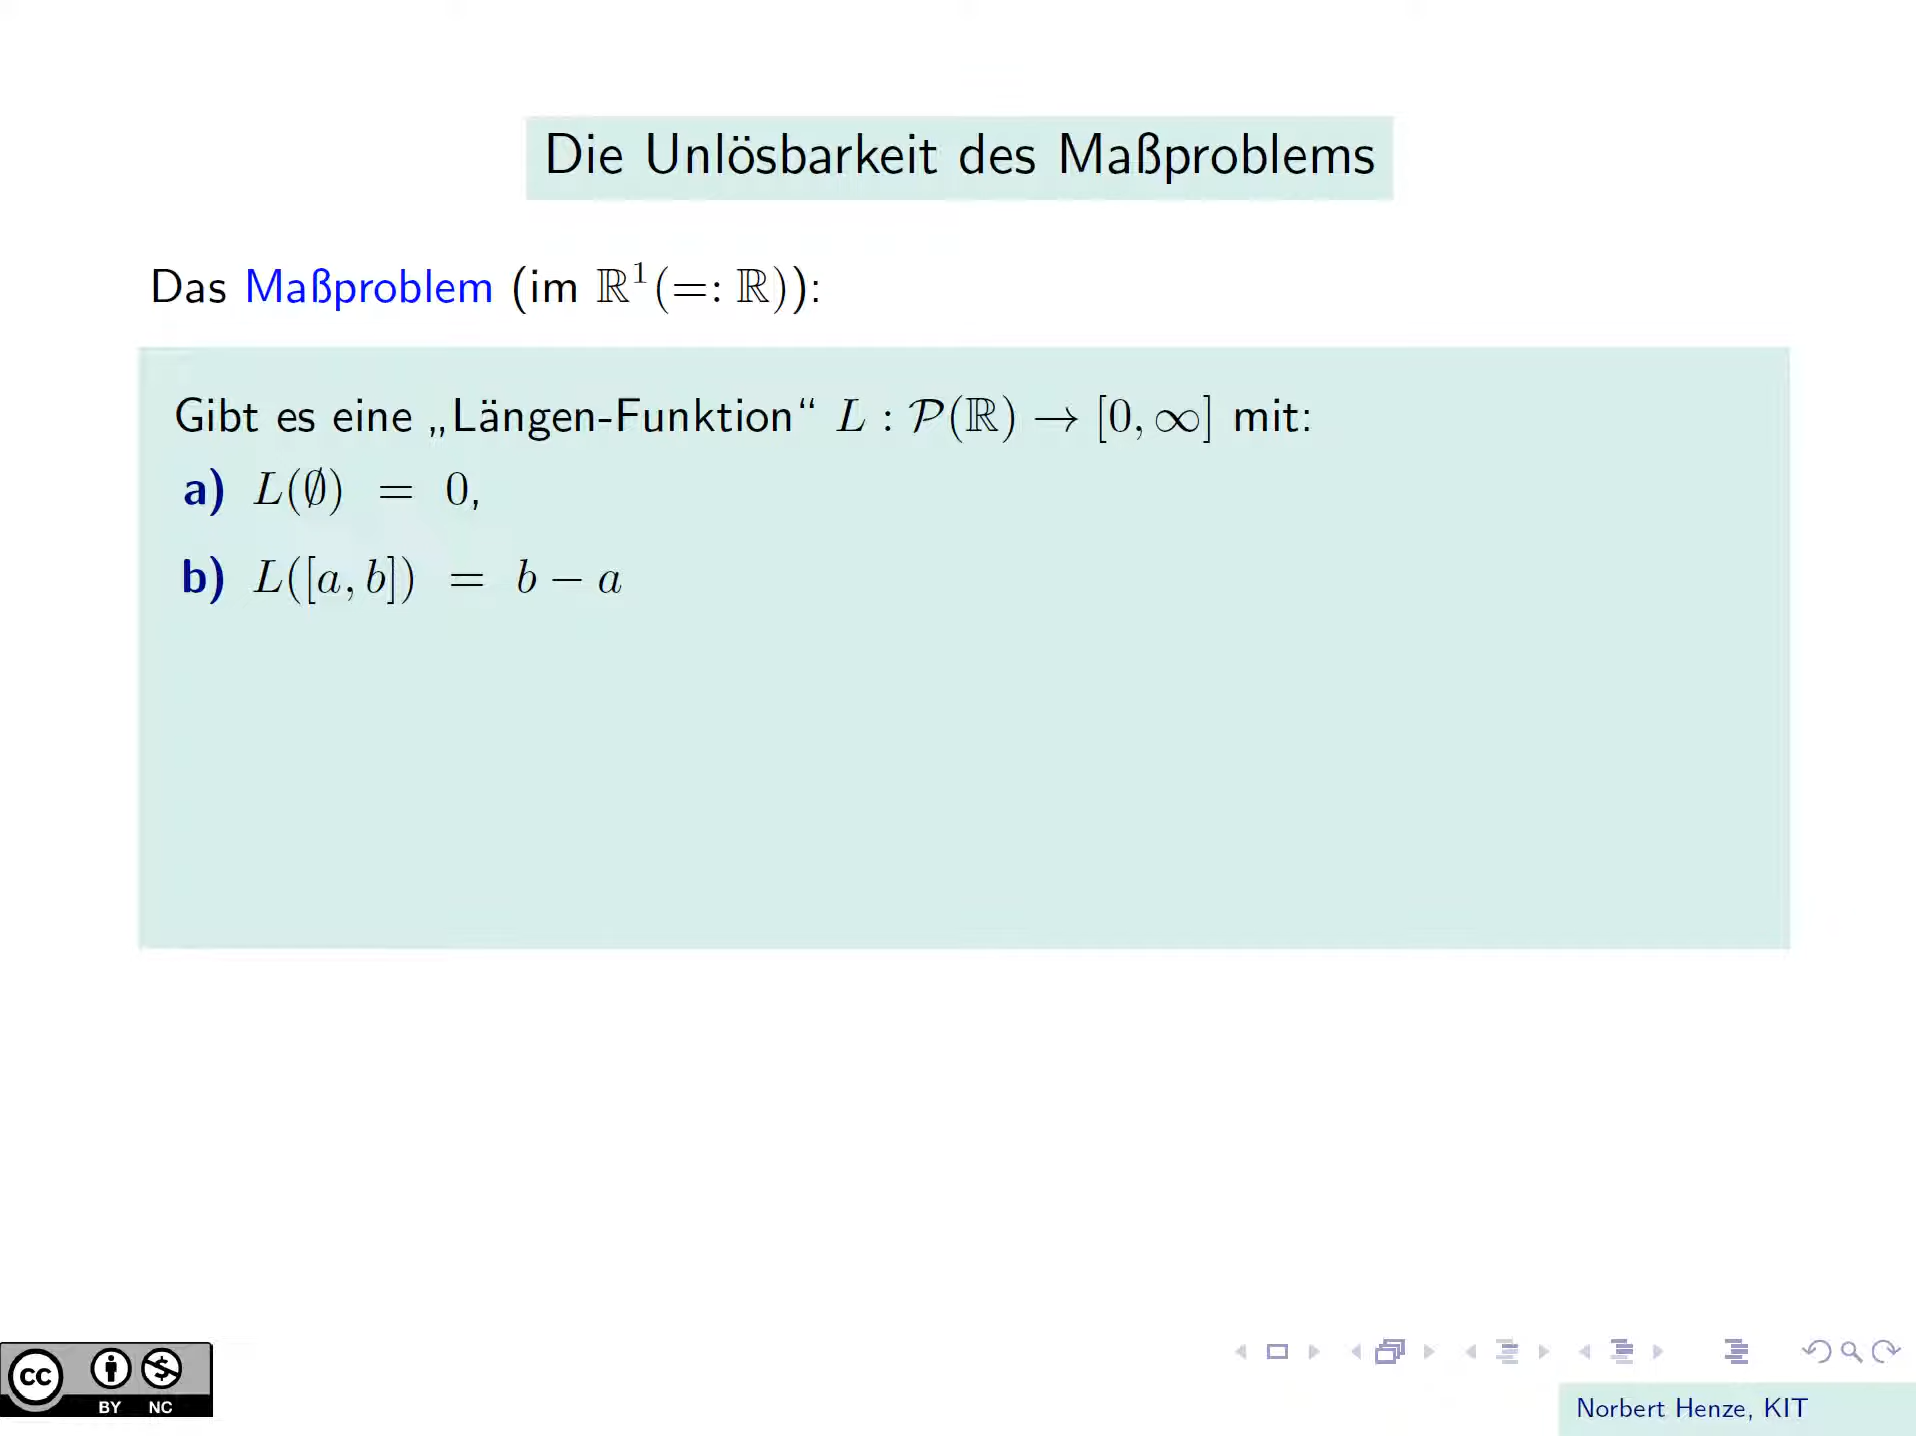 Die Unlösbarkeit des Maßproblems
Das Maßproblem (im ℝ¹(=: ℝ)):
Gibt es eine „Längen-Funktion“ L : 𝒫(ℝ) → [0, ∞] mit:
a) L(∅) = 0,
b) L([a, b]) = b − a
cc BY NC
Norbert Henze, KIT